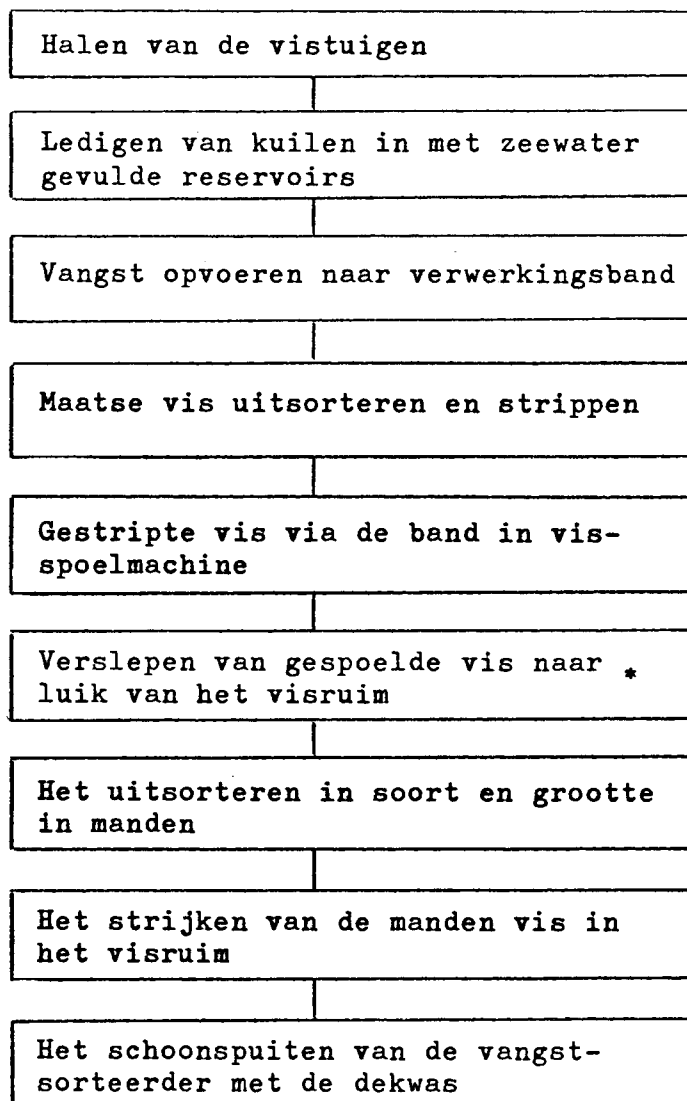 Halen van de vistuigen
Ledigen van kuilen in met zeewater
gevulde reservoirs
Vangst opvoeren naar verwerkingsband
Maatse vis uitsorteren en strippen
Gestripte vis via de band in vis-
spoelmachine
Verslepen van gespoelde vis naar *
luik van het visruim
Het uitsorteren in soort en grootte
in manden
Het strijken van de manden vis in
het visruim
Het schoonspuiten van de vangst-
sorteerder met de dekwas